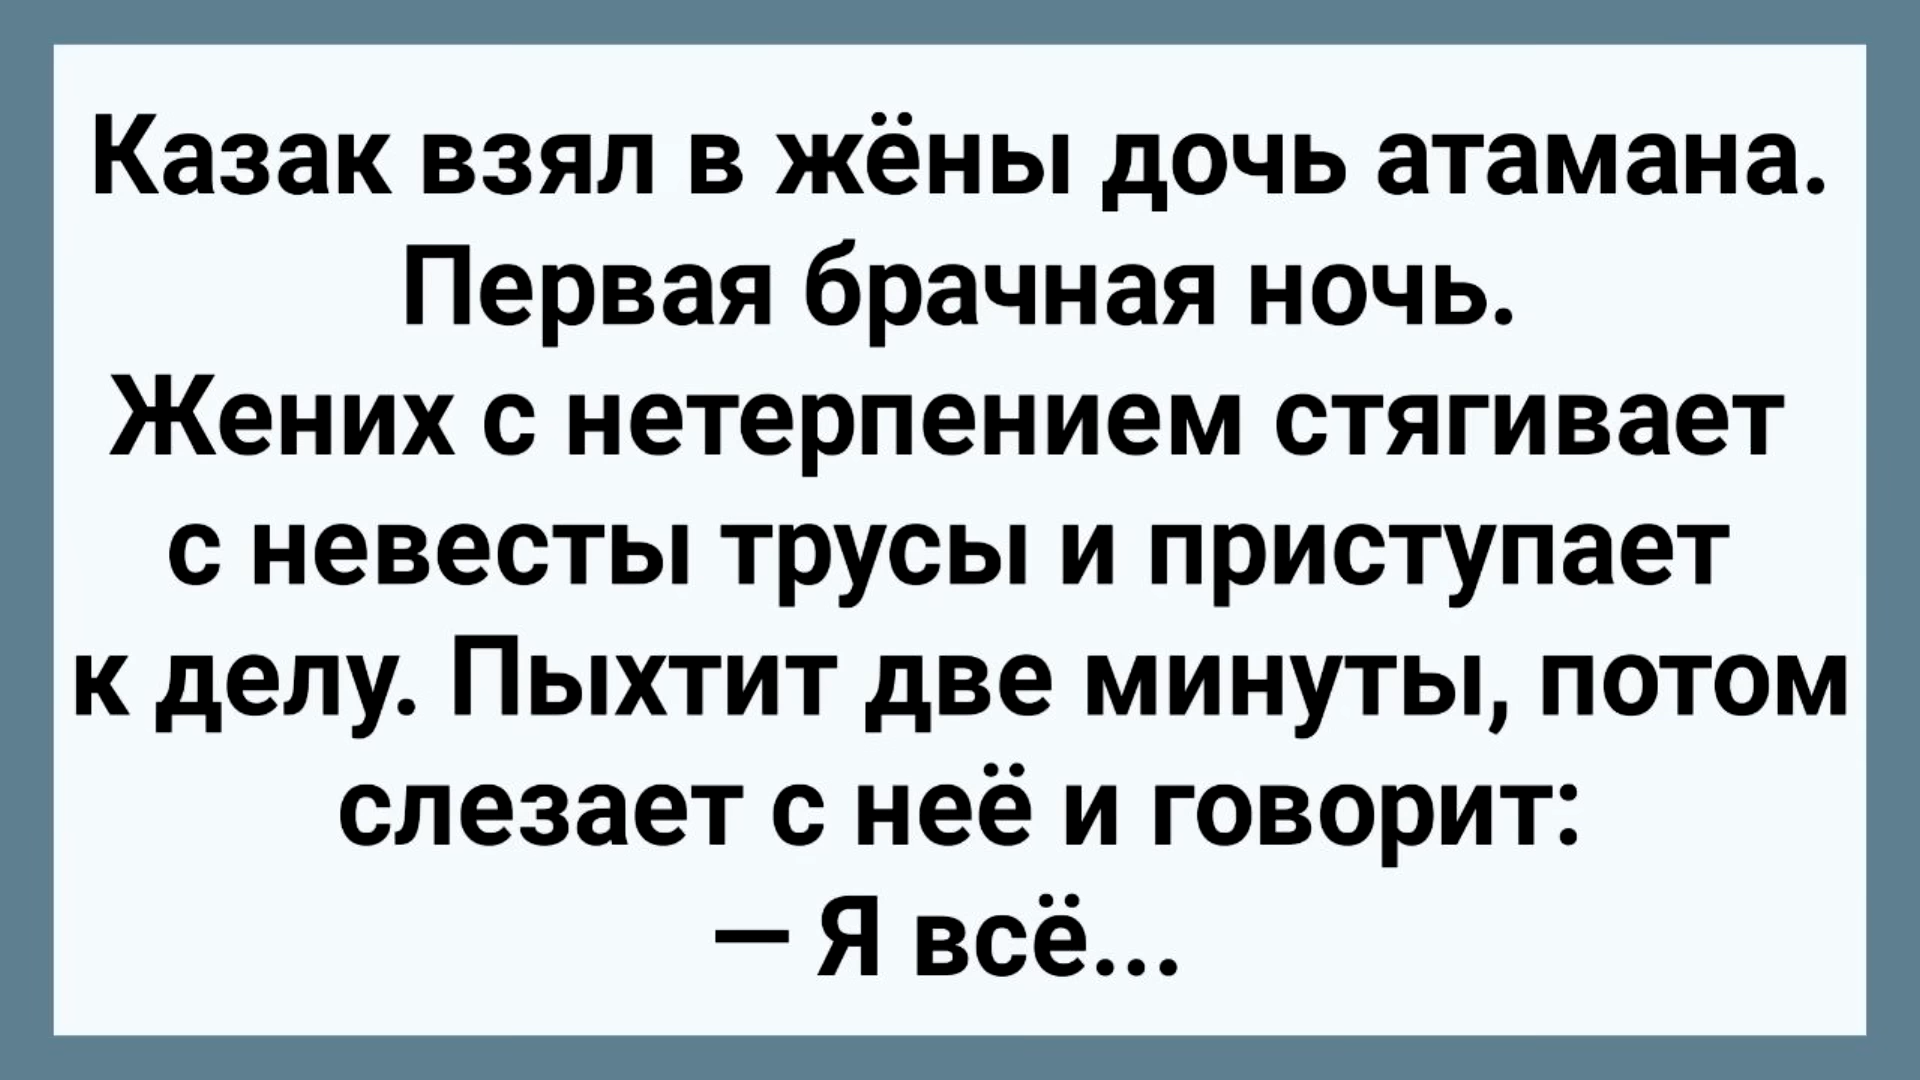 Казак взял в жёны дочь атамана.
Первая брачная ночь.
Жених с нетерпением стягивает
с невесты трусы и приступает
к делу. Пыхтит две минуты, потом
слезает с неё и говорит:
— Я всё...